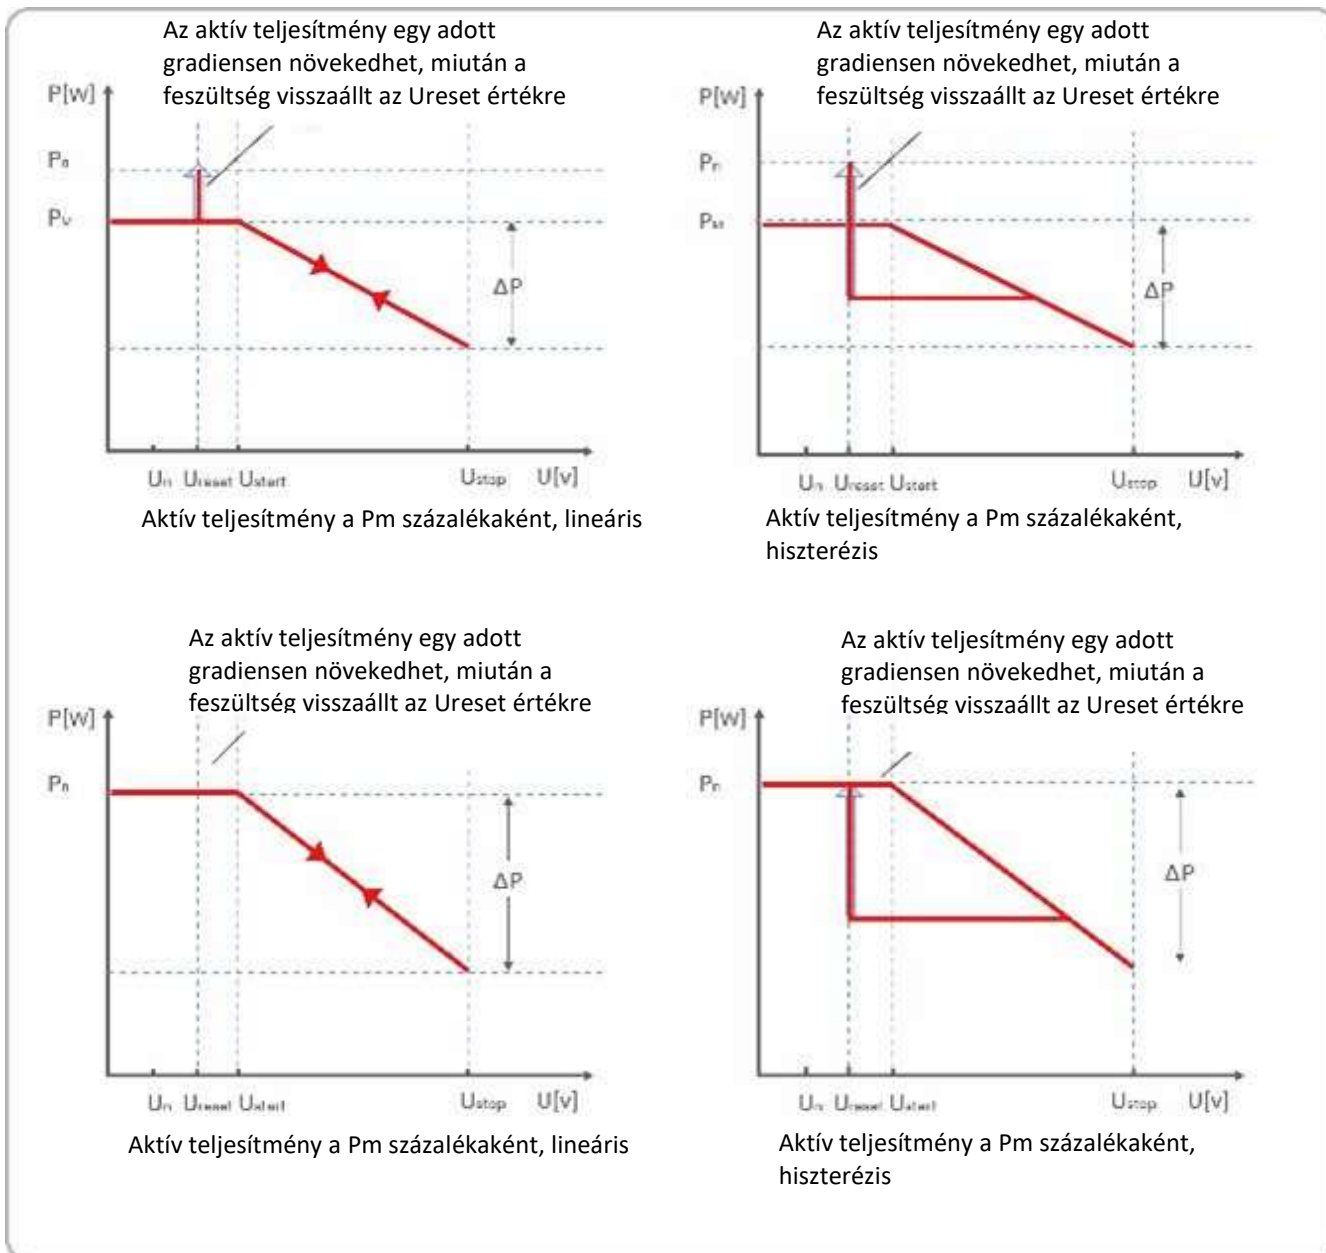 Az aktív teljesítmény egy adott
gradiensen növekedhet, miután a
feszültség visszaállt az Ureset értékre
P[W]
Pn
ΔP
Un Ureset Ustart Ustop U[v]
Aktív teljesítmény a Pm százalékaként, lineáris
Az aktív teljesítmény egy adott
gradiensen növekedhet, miután a
feszültség visszaállt az Ureset értékre
P[W]
Pn
ΔP
Un Ureset Ustart Ustop U[v]
Aktív teljesítmény a Pm százalékaként,
hiszterézis
Az aktív teljesítmény egy adott
gradiensen növekedhet, miután a
feszültség visszaállt az Ureset értékre
P[W]
Pn
ΔP
Un Ureset Ustart Ustop U[v]
Aktív teljesítmény a Pm százalékaként, lineáris
Az aktív teljesítmény egy adott
gradiensen növekedhet, miután a
feszültség visszaállt az Ureset értékre
P[W]
Pn
ΔP
Un Ureset Ustart Ustop U[v]
Aktív teljesítmény a Pm százalékaként,
hiszterézis